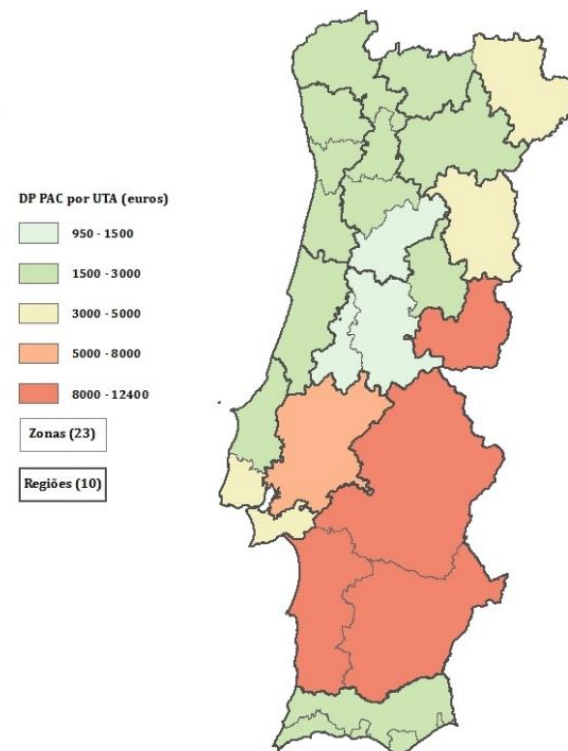 DP PAC por UTA (euros)
950 - 1500
1500 - 3000
3000 - 5000
5000 - 8000
8000 - 12400
Zonas (23)
Regiões (10)